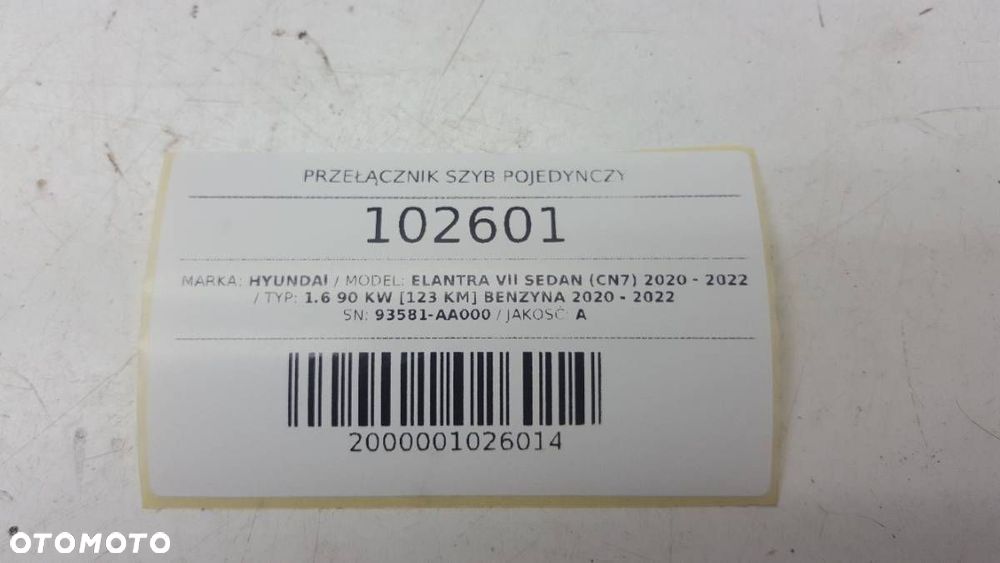 PRZEŁĄCZNIK SZYB POJEDYNCZY
102601
MARKA: HYUNDAI / MODEL: ELANTRA VII SEDAN (CN7) 2020 - 2022
/ TYP: 1.6 90 KW [123 KM] BENZYNA 2020 - 2022
SN: 93581-AA000 / JAKOŚĆ: A
2000001026014
OTOMOTO